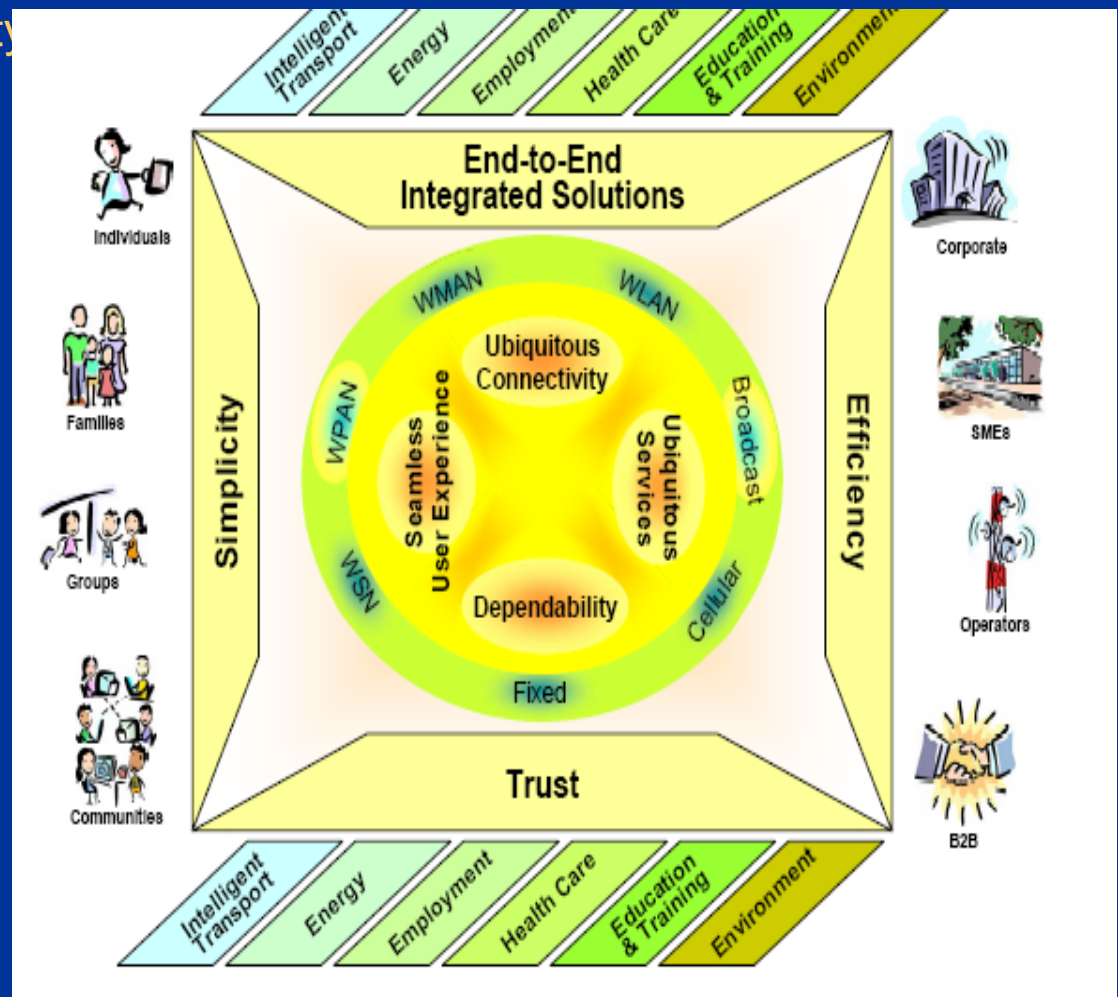 ty
Intelligent
Transport
Energy
Employment
Health Care
Education
& Training
Environment
End-to-End
Integrated Solutions
Individuals
Corporate
WMAN
WLAN
Ubiquitous
Connectivity
Families
Simplicity
WPAN
Seamless
User Experience
Ubiquitous
Services
Broadcast
Efficiency
SMEs
Groups
WSN
Dependability
Cellular
Operators
Fixed
Communities
Trust
B2B
Intelligent
Transport
Energy
Employment
Health Care
Education
& Training
Environment